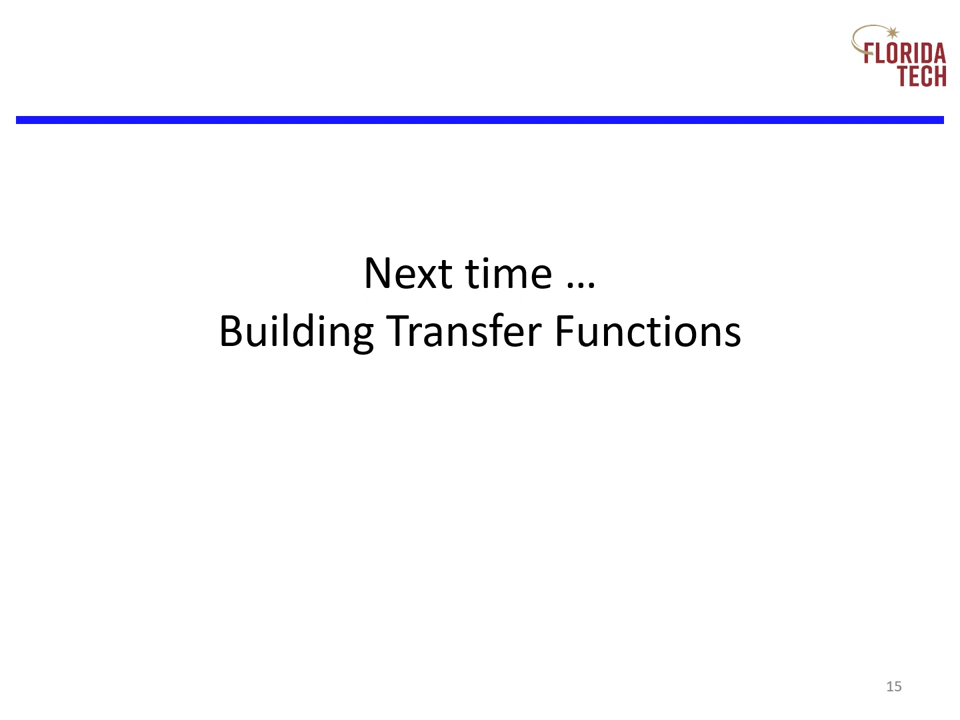 FLORIDA
TECH
Next time …
Building Transfer Functions
15